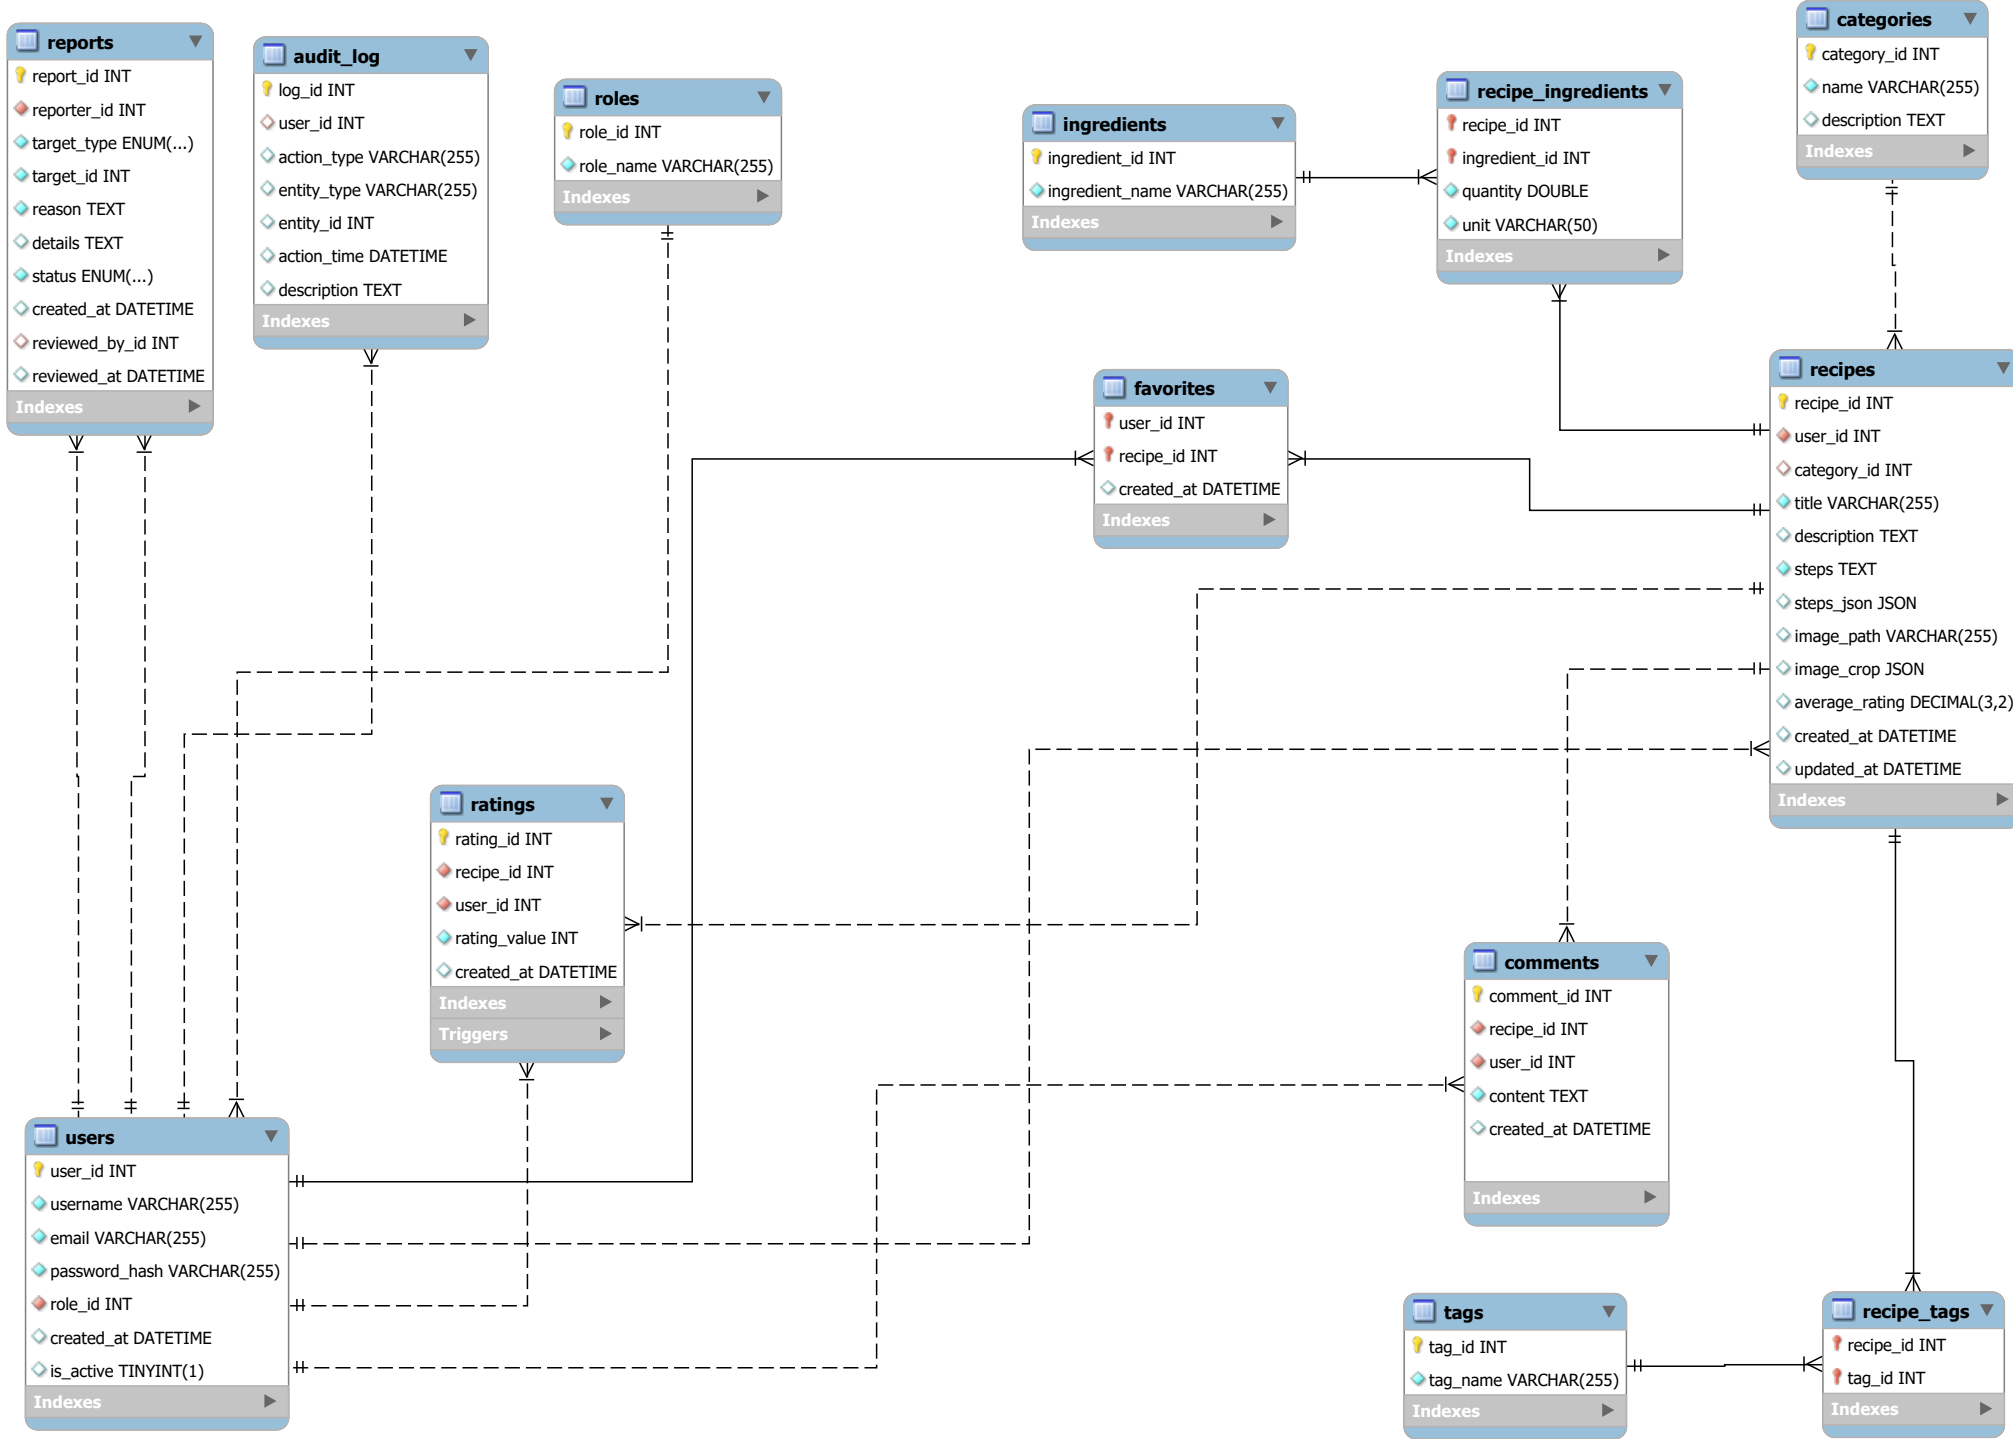 reports
report_id INT
reporter_id INT
target_type ENUM(...)
target_id INT
reason TEXT
details TEXT
status ENUM(...)
created_at DATETIME
reviewed_by_id INT
reviewed_at DATETIME
Indexes
audit_log
log_id INT
user_id INT
action_type VARCHAR(255)
entity_type VARCHAR(255)
entity_id INT
action_time DATETIME
description TEXT
Indexes
roles
role_id INT
role_name VARCHAR(255)
Indexes
ingredients
ingredient_id INT
ingredient_name VARCHAR(255)
Indexes
recipe_ingredients
recipe_id INT
ingredient_id INT
quantity DOUBLE
unit VARCHAR(50)
Indexes
categories
category_id INT
name VARCHAR(255)
description TEXT
Indexes
favorites
user_id INT
recipe_id INT
created_at DATETIME
Indexes
recipes
recipe_id INT
user_id INT
category_id INT
title VARCHAR(255)
description TEXT
steps TEXT
steps_json JSON
image_path VARCHAR(255)
image_crop JSON
average_rating DECIMAL(3,2)
created_at DATETIME
updated_at DATETIME
Indexes
ratings
rating_id INT
recipe_id INT
user_id INT
rating_value INT
created_at DATETIME
Indexes
Triggers
comments
comment_id INT
recipe_id INT
user_id INT
content TEXT
created_at DATETIME
Indexes
users
user_id INT
username VARCHAR(255)
email VARCHAR(255)
password_hash VARCHAR(255)
role_id INT
created_at DATETIME
is_active TINYINT(1)
Indexes
tags
tag_id INT
tag_name VARCHAR(255)
Indexes
recipe_tags
recipe_id INT
tag_id INT
Indexes